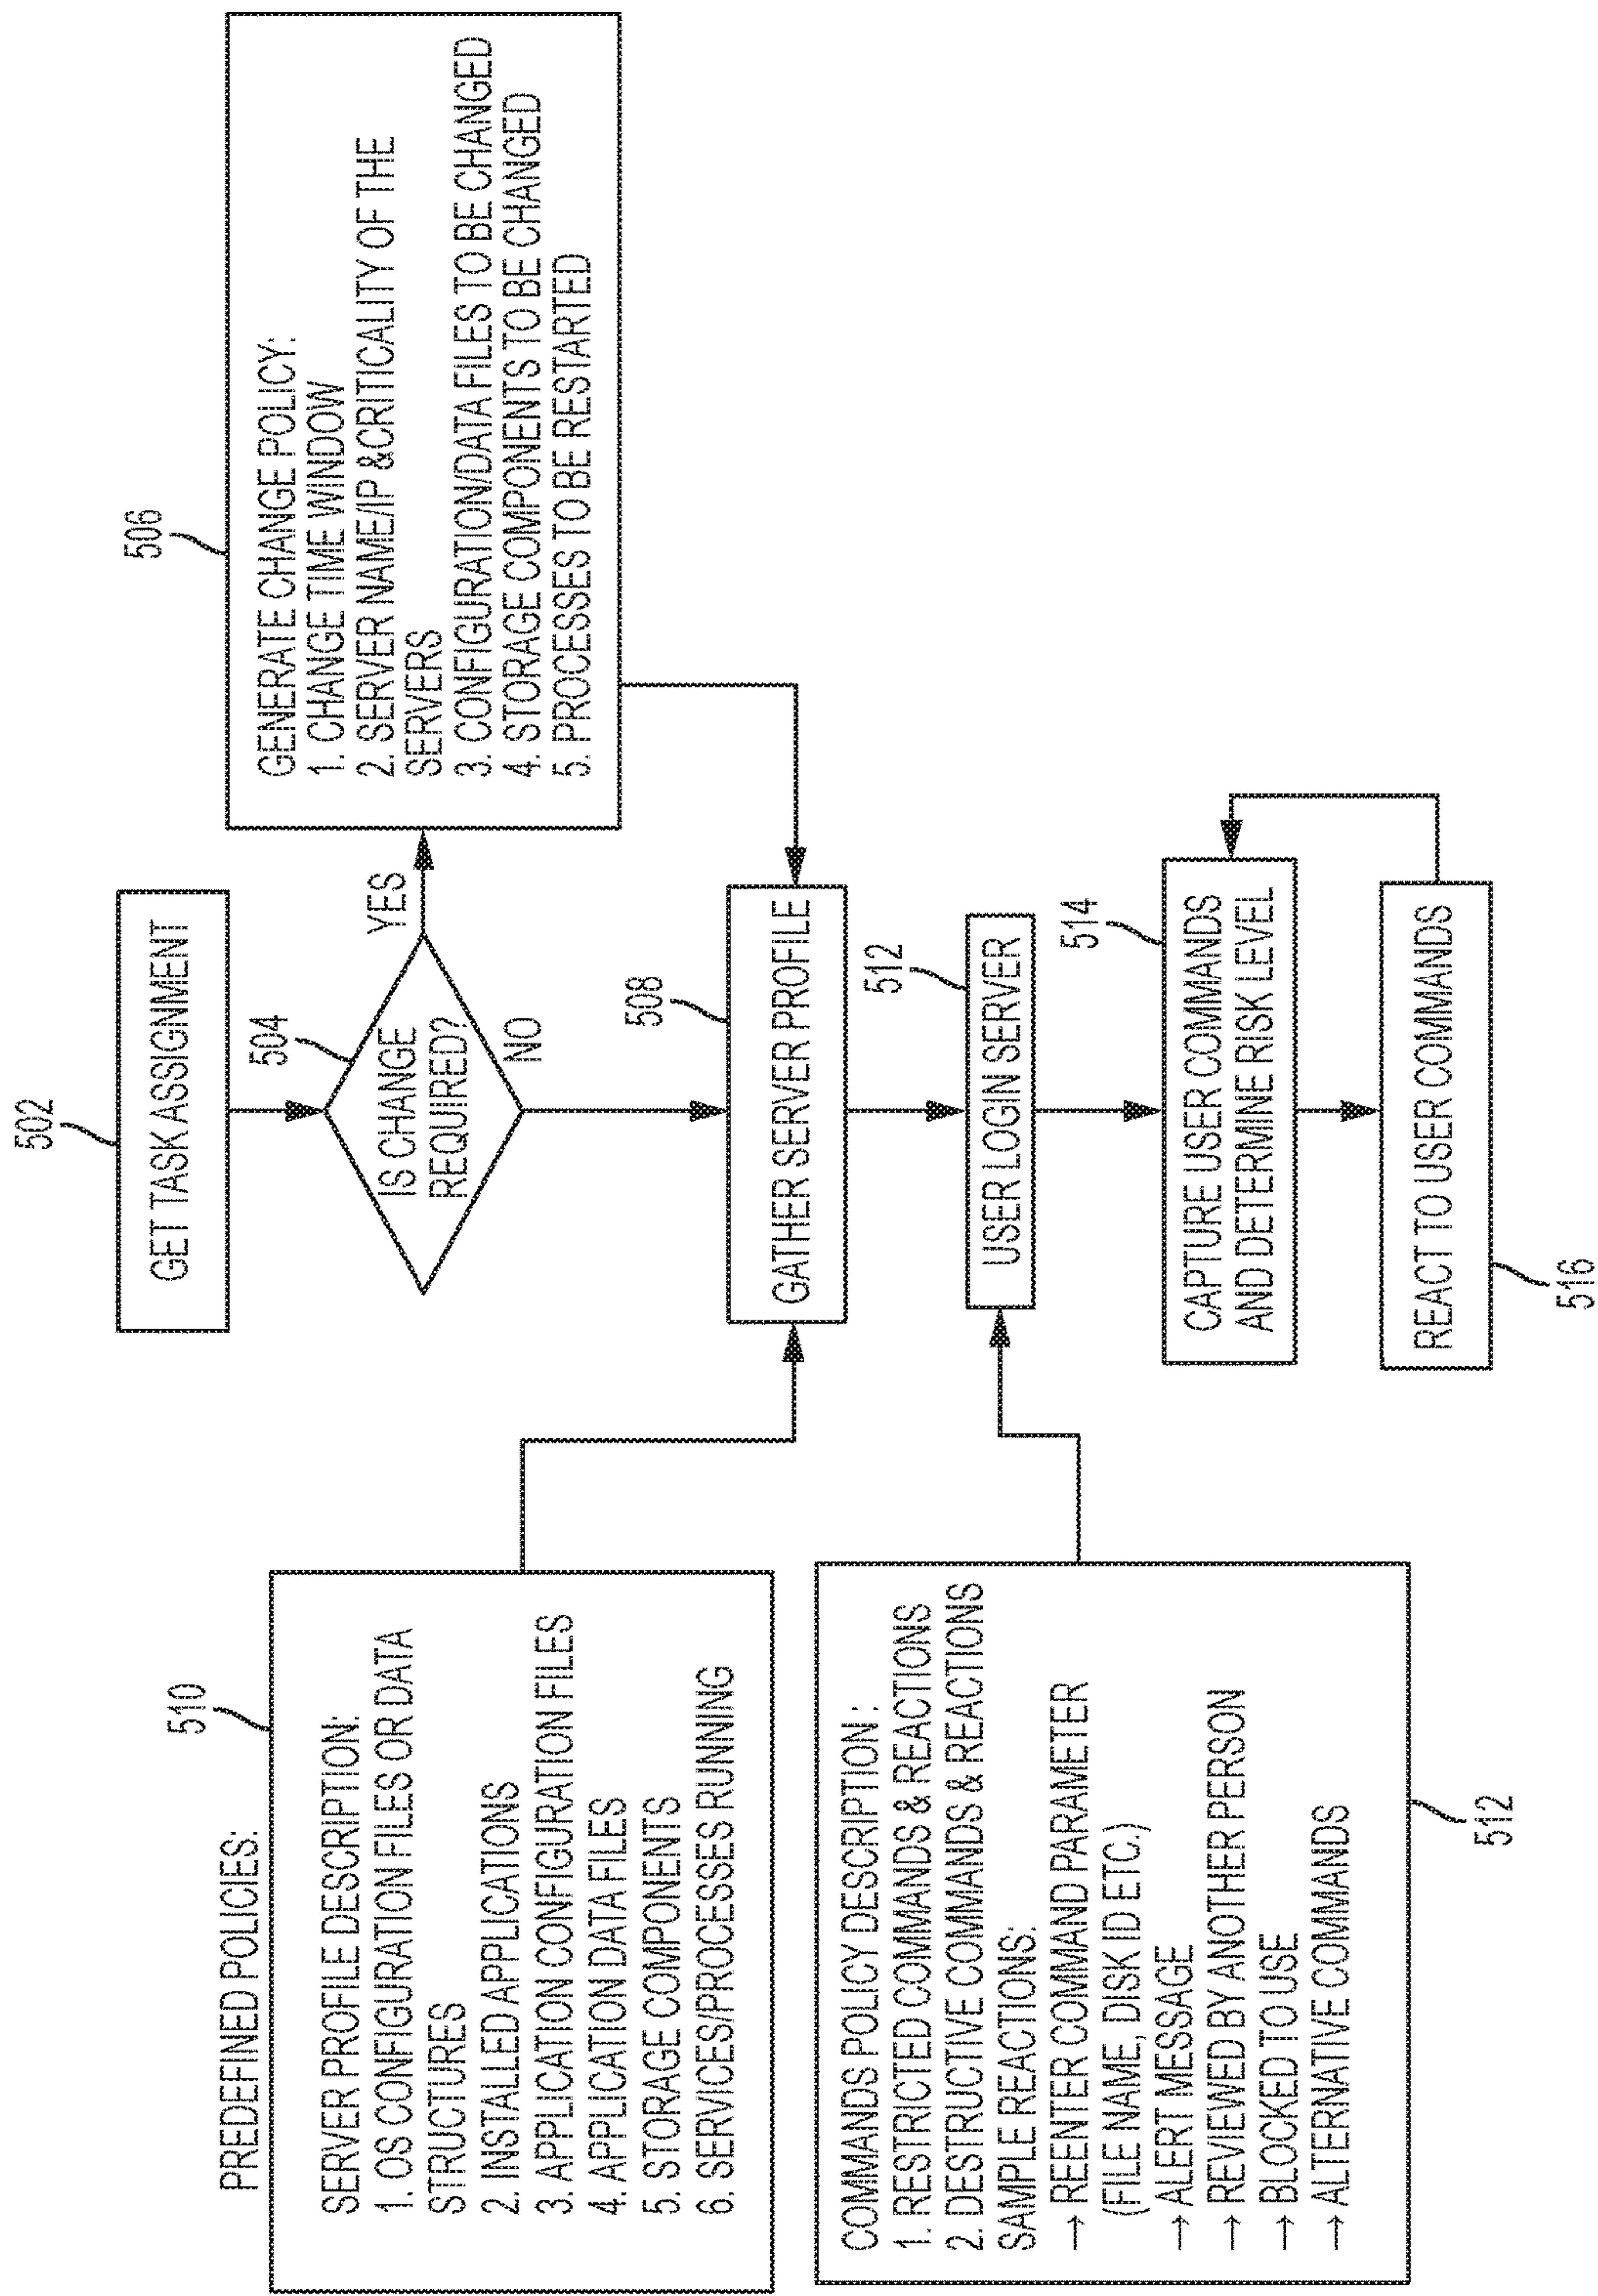 502
GET TASK ASSIGNMENT
504
IS CHANGE
REQUIRED?
YES
NO
506
GENERATE CHANGE POLICY:
1. CHANGE TIME WINDOW
2. SERVER NAME/IP &CRITICALITY OF THE
SERVERS
3. CONFIGURATION/DATA FILES TO BE CHANGED
4. STORAGE COMPONENTS TO BE CHANGED
5. PROCESSES TO BE RESTARTED
PREDEFINED POLICIES:
510
SERVER PROFILE DESCRIPTION:
1. OS CONFIGURATION FILES OR DATA
STRUCTURES
2. INSTALLED APPLICATIONS
3. APPLICATION CONFIGURATION FILES
4. APPLICATION DATA FILES
5. STORAGE COMPONENTS
6. SERVICES/PROCESSES RUNNING
508
GATHER SERVER PROFILE
512
USER LOGIN SERVER
COMMANDS POLICY DESCRIPTION :
1. RESTRICTED COMMANDS & REACTIONS
2. DESTRUCTIVE COMMANDS & REACTIONS
SAMPLE REACTIONS:
→ REENTER COMMAND PARAMETER
(FILE NAME, DISK ID ETC.)
→ ALERT MESSAGE
→ REVIEWED BY ANOTHER PERSON
→ BLOCKED TO USE
→ ALTERNATIVE COMMANDS
512
514
CAPTURE USER COMMANDS
AND DETERMINE RISK LEVEL
REACT TO USER COMMANDS
516